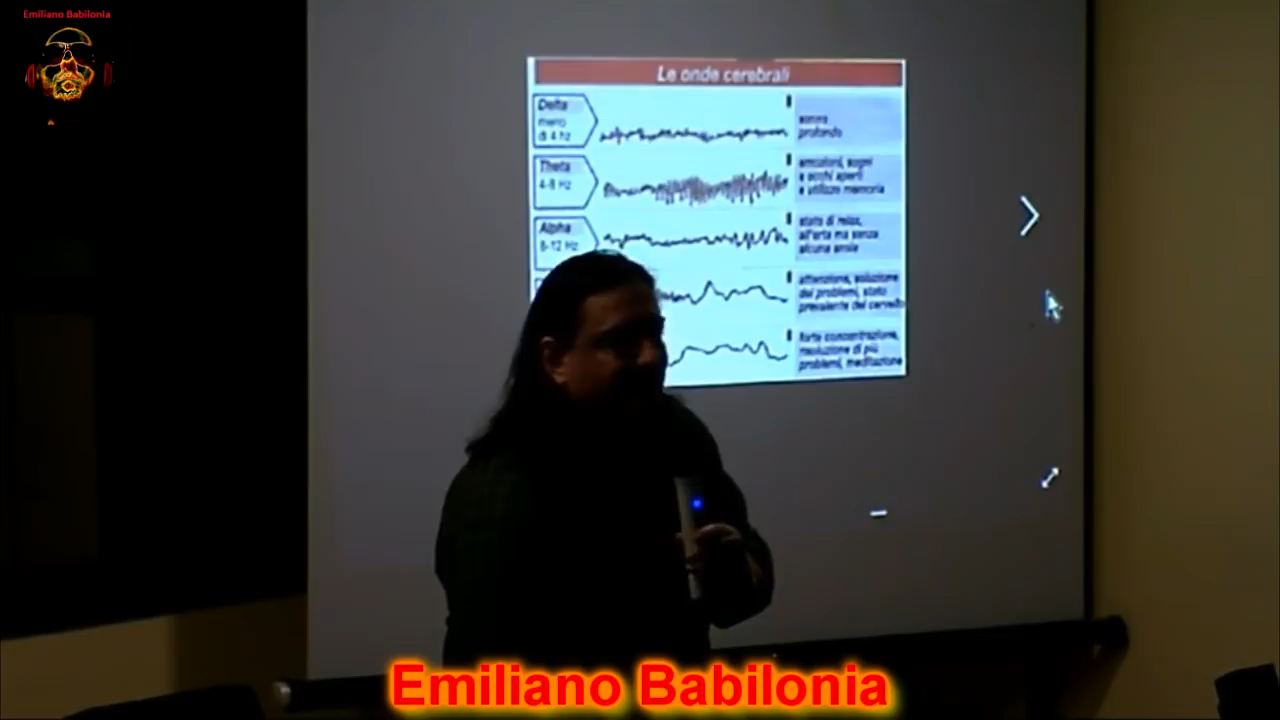 Emiliano Babilonia
Le onde cerebrali
Delta
meno
di 4 hz
sonno
profondo
Theta
4-8 Hz
emozioni, sogni
a occhi aperti
e utilizzo memoria
Alpha
8-12 Hz
stato di relax,
all'erta ma senza
alcuna ansia
attenzione, soluzione
dei problemi, stato
prevalente del cervello
forte concentrazione,
risoluzione di più
problemi, meditazione
Emiliano Babilonia